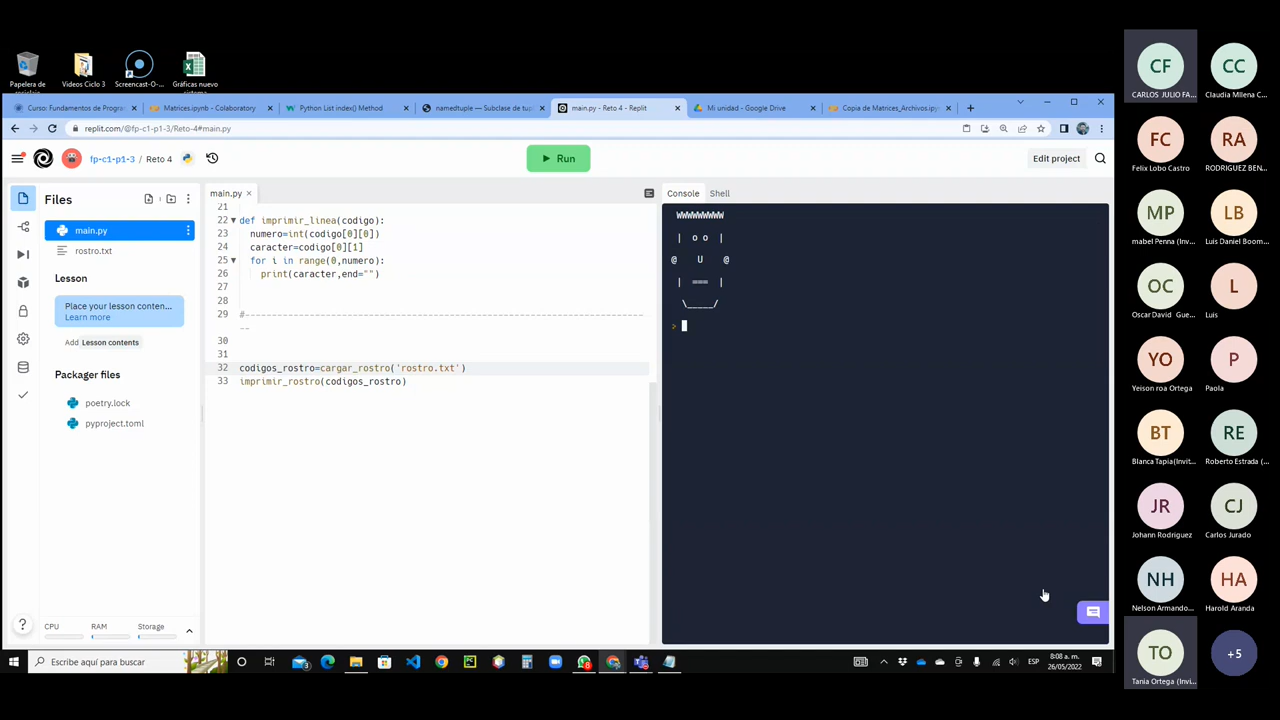 Papelera de
reciclaje
Videos Ciclo 3
Screencast-O-...
Gráficas nuevo
Curso: Fundamentos de Progra
Matrices.ipynb - Colaboratory
Python List index() Method
namedtuple — Subclase de tup
main.py - Reto 4 - Replit
Mi unidad - Google Drive
Copia de Matrices_Archivos.ipy
replit.com/@fp-c1-p1-3/Reto-4#main.py
fp-c1-p1-3 / Reto 4
Run
Edit project
Files
main.py
rostro.txt
Lesson
Place your lesson conten...
Learn more
Add Lesson contents
Packager files
poetry.lock
pyproject.toml
CPU
RAM
Storage
main.py
21
22 def imprimir_linea(codigo):
23 numero=int(codigo[0][0])
24 caracter=codigo[0][1]
25 for i in range(0,numero):
26 print(caracter,end="")
27
28
29 #---------------------------------------------------------------------------
--
30
31
32 codigos_rostro=cargar_rostro('rostro.txt')
33 imprimir_rostro(codigos_rostro)
Console
Shell
WWWWWWWWW
| o o |
@ U @
| === |
\_____/
>
Escribe aquí para buscar
ESP
8:08 a. m.
26/05/2022
CF
CARLOS JULIO FA...
CC
Claudia Milena C...
FC
Felix Lobo Castro
RA
RODRIGUEZ BEN...
MP
mabel Penna (Inv...
LB
Luis Daniel Boom...
OC
Oscar David Gue...
L
Luis
YO
Yeison roa Ortega
P
Paola
BT
Blanca Tapia(Invit...
RE
Roberto Estrada (...
JR
Johann Rodriguez
CJ
Carlos Jurado
NH
Nelson Armando...
HA
Harold Aranda
TO
Tania Ortega (Invi...
+5